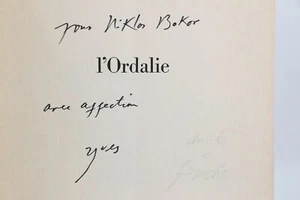 pour Niklos Bokor
l'Ordalie
avec affection
Yves